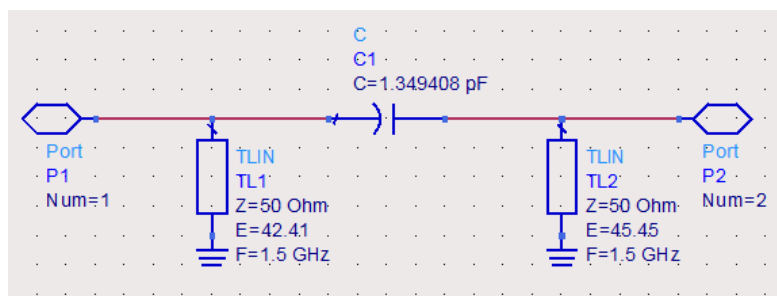 C
C1
C=1.349408 pF
Port
P1
Num=1
TLIN
TL1
Z=50 Ohm
E=42.41
F=1.5 GHz
TLIN
TL2
Z=50 Ohm
E=45.45
F=1.5 GHz
Port
P2
Num=2